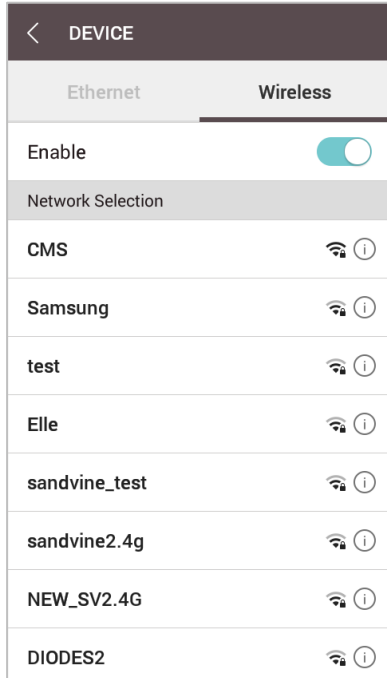 DEVICE
Ethernet Wireless
Enable
Network Selection
CMS
Samsung
test
Elle
sandvine_test
sandvine2.4g
NEW_SV2.4G
DIODES2